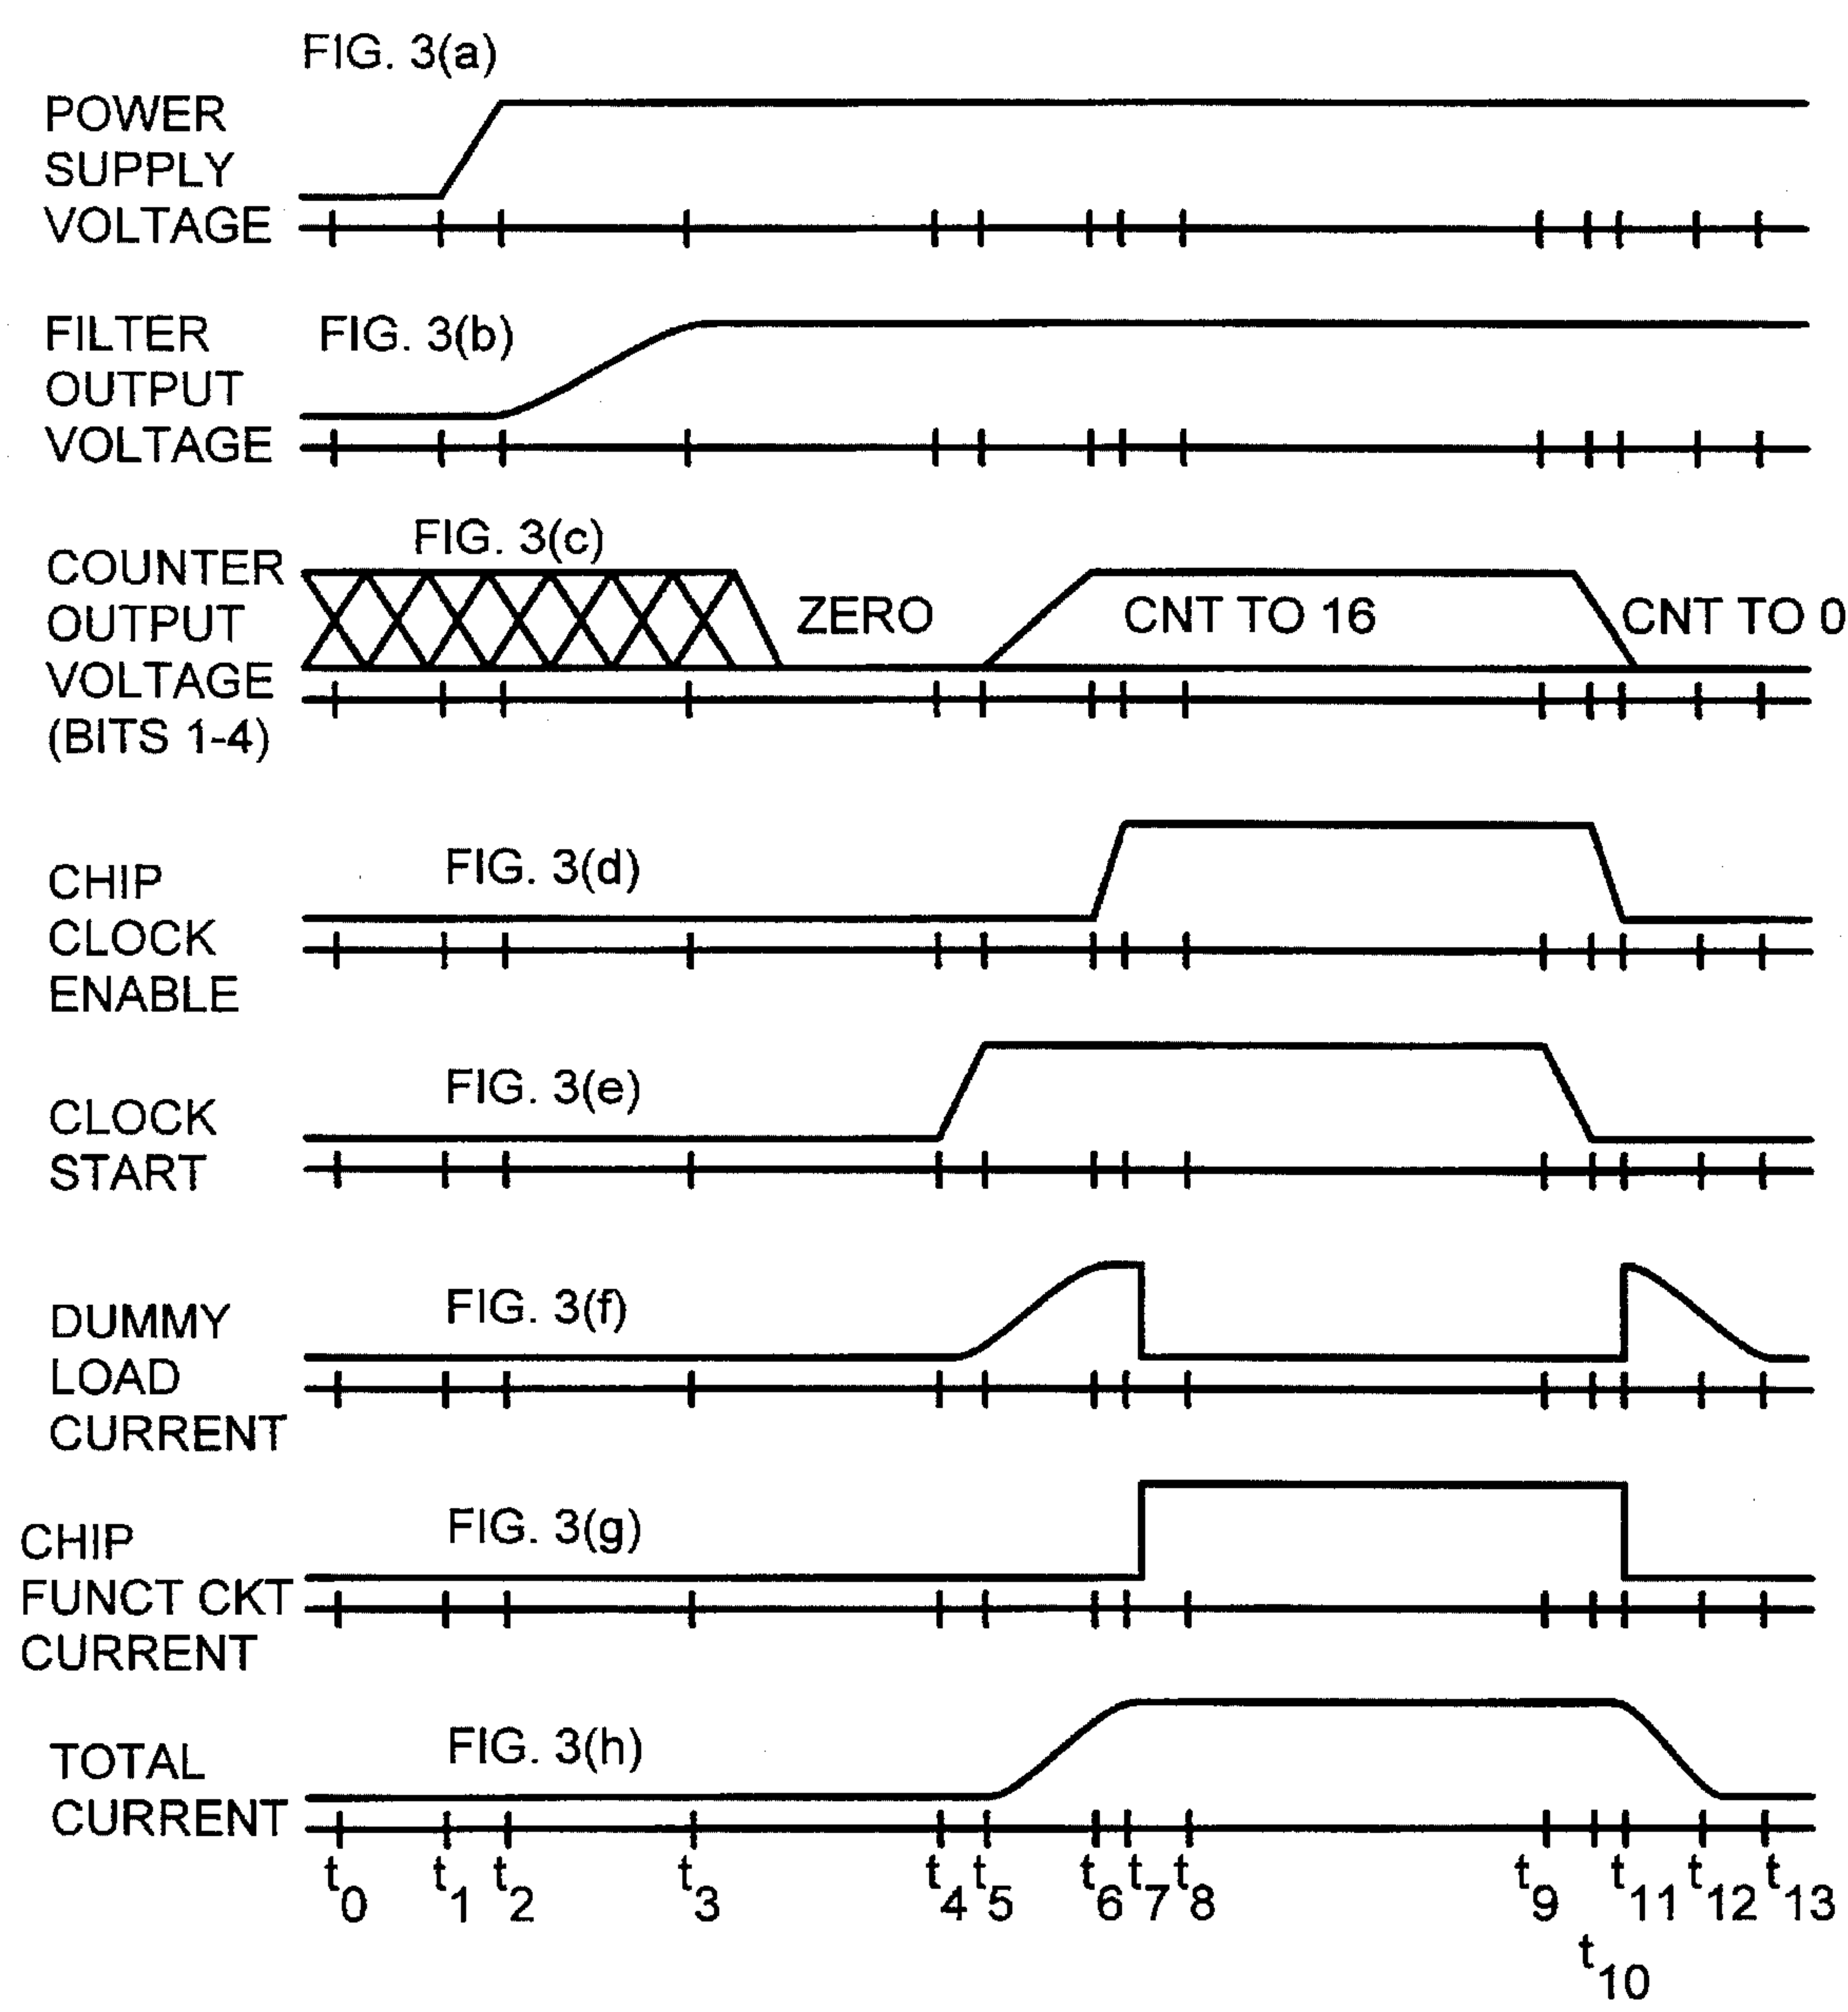 FIG. 3(a)
POWER
SUPPLY
VOLTAGE
FILTER
OUTPUT
VOLTAGE
FIG. 3(b)
FIG. 3(c)
COUNTER
OUTPUT
VOLTAGE
(BITS 1-4)
ZERO
CNT TO 16
CNT TO 0
FIG. 3(d)
CHIP
CLOCK
ENABLE
FIG. 3(e)
CLOCK
START
FIG. 3(f)
DUMMY
LOAD
CURRENT
FIG. 3(g)
CHIP
FUNCT CKT
CURRENT
FIG. 3(h)
TOTAL
CURRENT
t0 t1 t2 t3 t4 t5 t6 t7 t8 t9 t11 t12 t13
t10